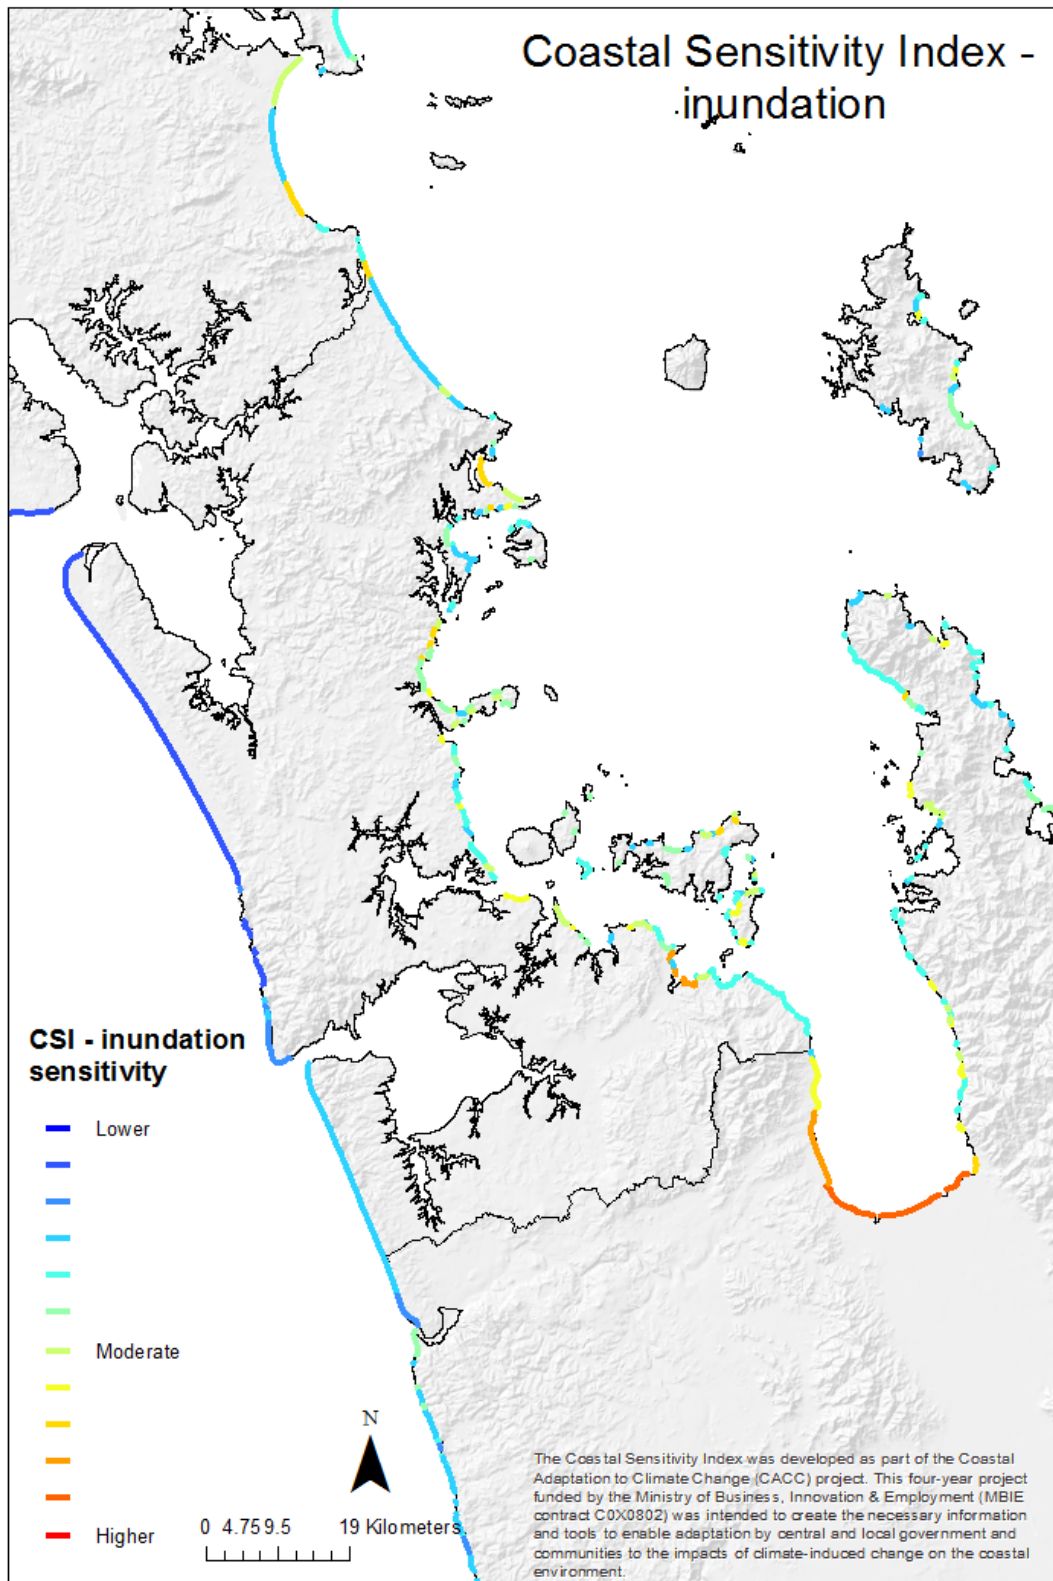 Coastal Sensitivity Index -
inundation
CSI - inundation
sensitivity
Lower
Moderate
Higher
N
0 4.75 9.5 19 Kilometers
The Coastal Sensitivity Index was developed as part of the Coastal
Adaptation to Climate Change (CACC) project. This four-year project
funded by the Ministry of Business, Innovation & Employment (MBIE
contract C0X0802) was intended to create the necessary information
and tools to enable adaptation by central and local government and
communities to the impacts of climate-induced change on the coastal
environment.